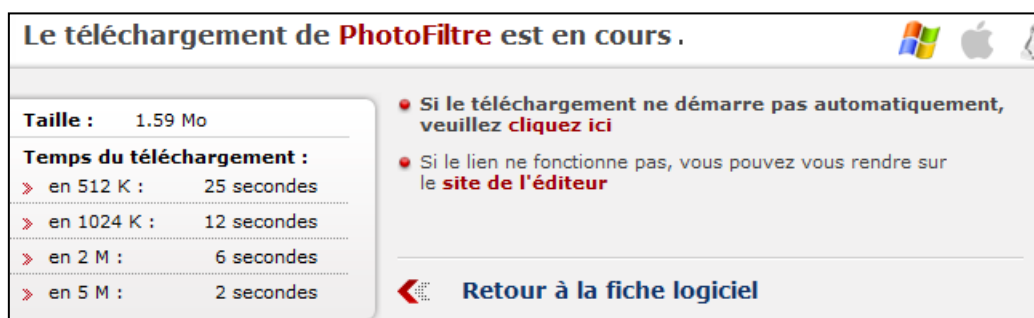 Le téléchargement de PhotoFiltre est en cours .
Taille : 1.59 Mo
Temps du téléchargement :
en 512 K : 25 secondes
en 1024 K : 12 secondes
en 2 M : 6 secondes
en 5 M : 2 secondes
Si le téléchargement ne démarre pas automatiquement,
veuillez cliquez ici
Si le lien ne fonctionne pas, vous pouvez vous rendre sur
le site de l'éditeur
Retour à la fiche logiciel